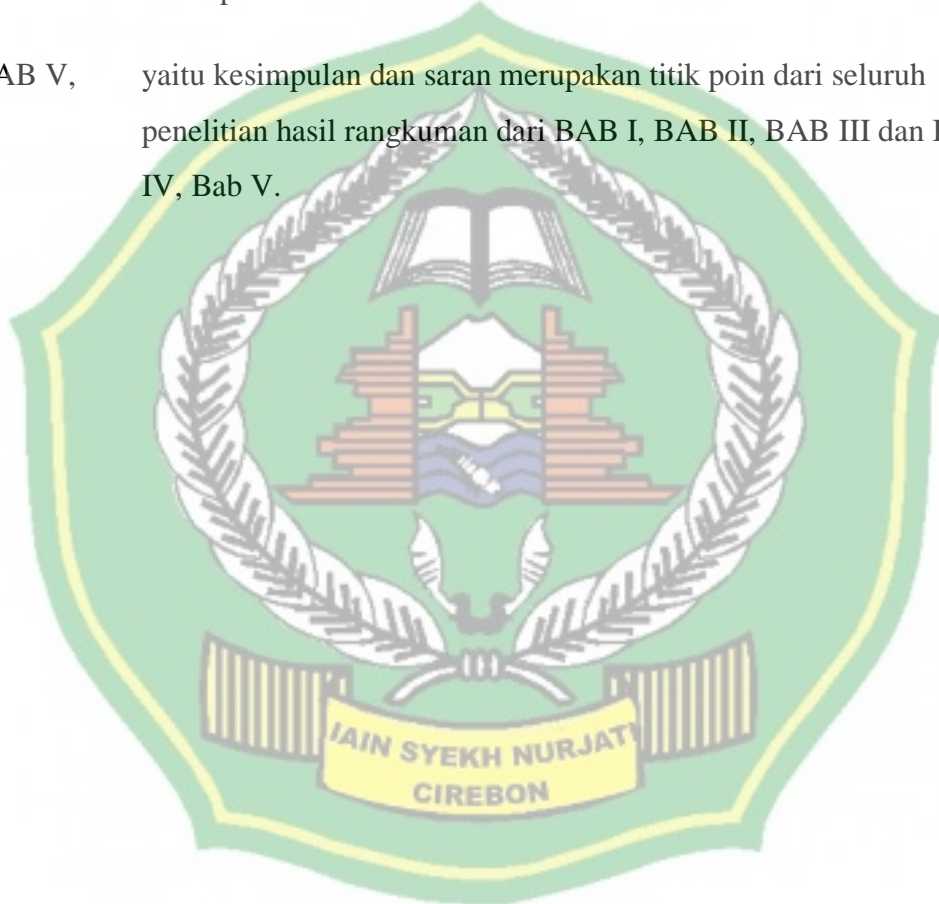 AB V, yaitu kesimpulan dan saran merupakan titik poin dari seluruh
penelitian hasil rangkuman dari BAB I, BAB II, BAB III dan
IV, Bab V.
IAIN SYEKH NURJATI
CIREBON